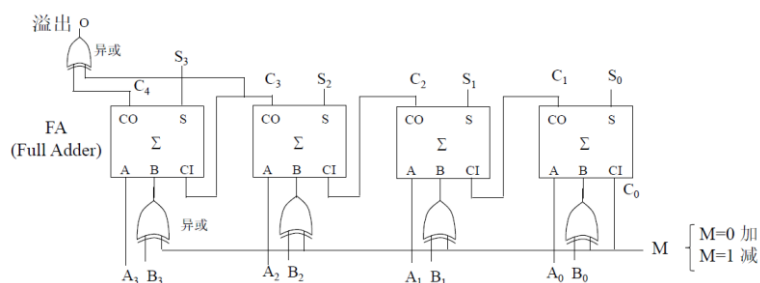 溢出 O
异或
S₃ S₂ S₁ S₀
C₄ C₃ C₂ C₁
CO S CO S CO S CO S
FA
(Full Adder)
Σ Σ Σ Σ
A B CI A B CI A B CI A B CI
C₀
异或
M
M=0 加
M=1 减
A₃ B₃ A₂ B₂ A₁ B₁ A₀ B₀